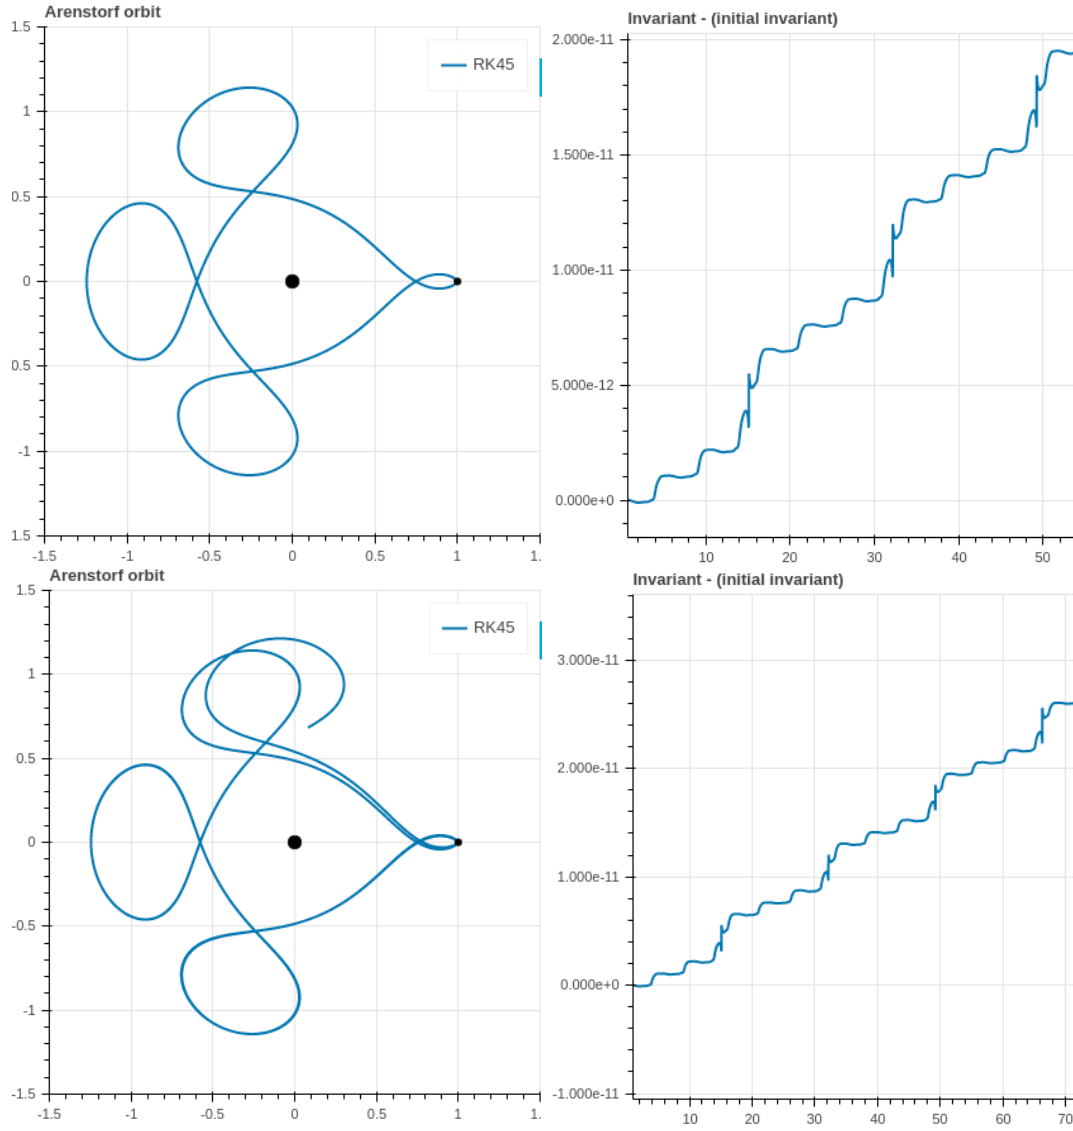 Arenstorf orbit
1.5
1
0.5
0
0.5
-1
1.5
-1.5 -1 -0.5 0 0.5 1 1.
RK45
Invariant - (initial invariant)
2.000e-11
1.500e-11
1.000e-11
5.000e-12
0.000e+0
10 20 30 40 50
Arenstorf orbit
1.5
1
0.5
0
-0.5
-1
-1.5
-1.5 -1 -0.5 0 0.5 1 1.
RK45
Invariant - (initial invariant)
3.000e-11
2.000e-11
1.000e-11
0.000e+0
-1.000e-11
10 20 30 40 50 60 70